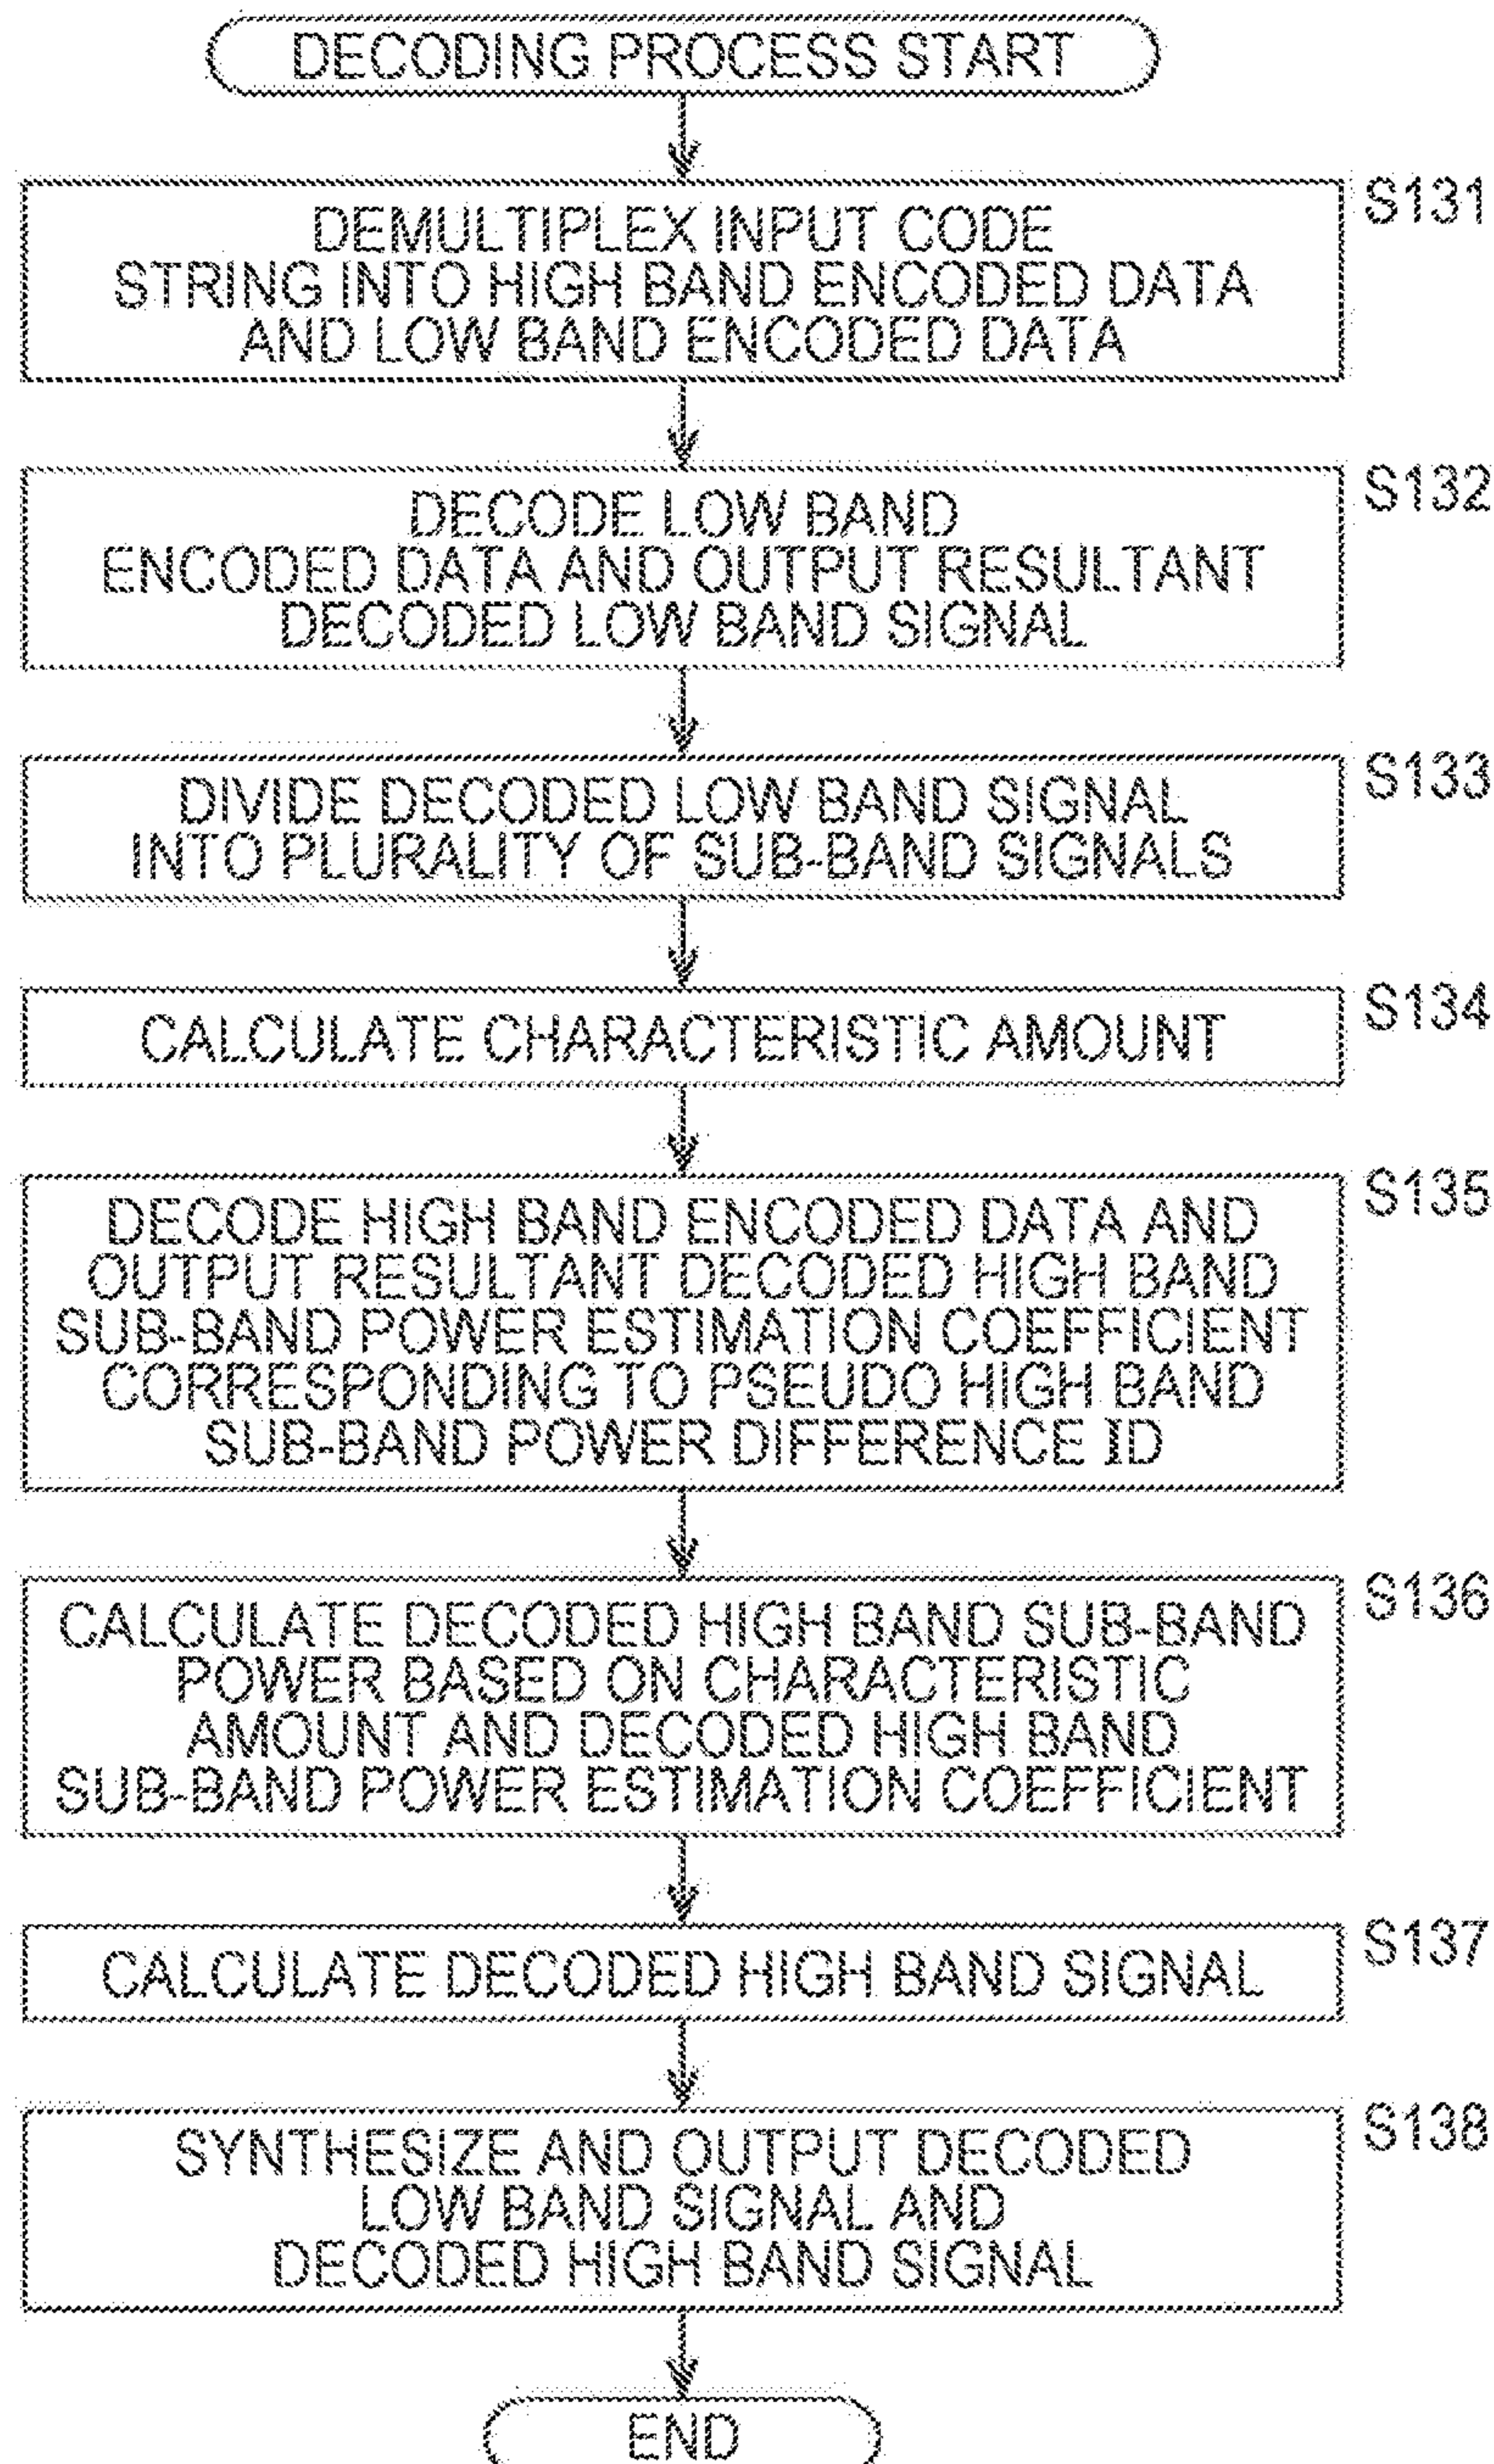 DECODING PROCESS START
S131
DEMULTIPLEX INPUT CODE
STRING INTO HIGH BAND ENCODED DATA
AND LOW BAND ENCODED DATA
S132
DECODE LOW BAND
ENCODED DATA AND OUTPUT RESULTANT
DECODED LOW BAND SIGNAL
S133
DIVIDE DECODED LOW BAND SIGNAL
INTO PLURALITY OF SUB-BAND SIGNALS
S134
CALCULATE CHARACTERISTIC AMOUNT
S135
DECODE HIGH BAND ENCODED DATA AND
OUTPUT RESULTANT DECODED HIGH BAND
SUB-BAND POWER ESTIMATION COEFFICIENT
CORRESPONDING TO PSEUDO HIGH BAND
SUB-BAND POWER DIFFERENCE ID
S136
CALCULATE DECODED HIGH BAND SUB-BAND
POWER BASED ON CHARACTERISTIC
AMOUNT AND DECODED HIGH BAND
SUB-BAND POWER ESTIMATION COEFFICIENT
S137
CALCULATE DECODED HIGH BAND SIGNAL
S138
SYNTHESIZE AND OUTPUT DECODED
LOW BAND SIGNAL AND
DECODED HIGH BAND SIGNAL
END